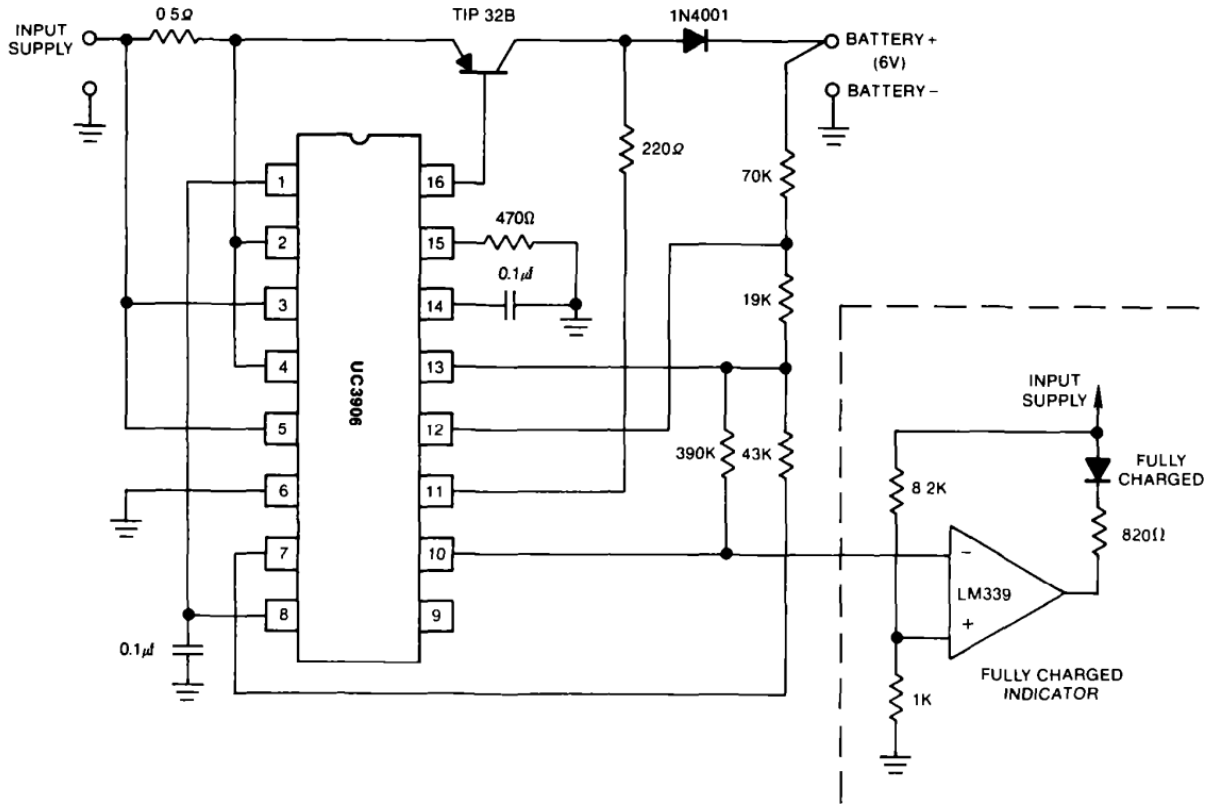 INPUT
SUPPLY
0 5Ω
TIP 32B
1N4001
BATTERY +
(6V)
BATTERY –
220Ω
70K
1
16
470Ω
2
15
0.1µf
19K
3
14
4
13
UC3906
INPUT
SUPPLY
5
12
390K
43K
FULLY
CHARGED
8 2K
6
11
820Ω
7
10
–
LM339
+
8
9
0.1µf
FULLY CHARGED
INDICATOR
1K